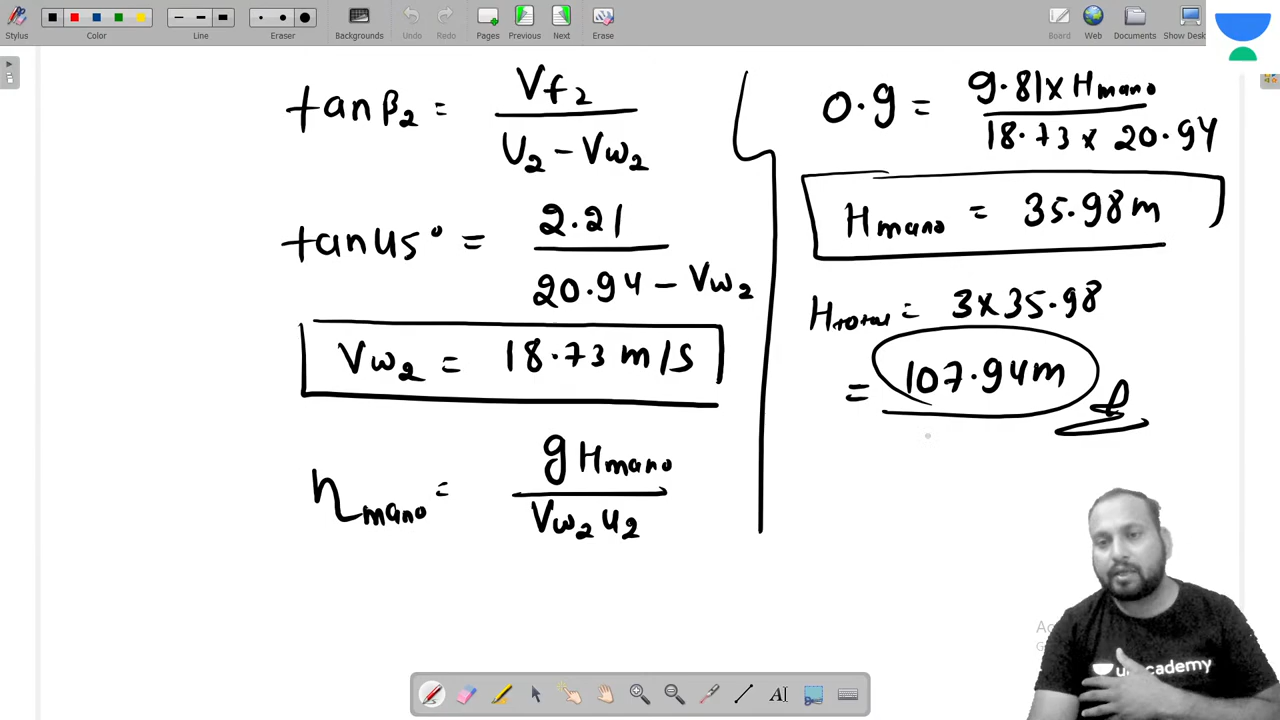 Stylus
Color
Line
Eraser
Backgrounds
Undo
Redo
Pages
Previous
Next
Erase
Board
Web
Documents
Show Desk
tan β₂ = Vf₂ / U₂ − Vw₂
tan 45° = 2.21 / 20.94 − Vw₂
Vw₂ = 18.73 m/s
η mano = g Hmano / Vw₂ u₂
0.9 = 9.81 x Hmano / 18.73 x 20.94
Hmano = 35.98 m
HTotal = 3 x 35.98
= 107.94 m
AI
unacademy